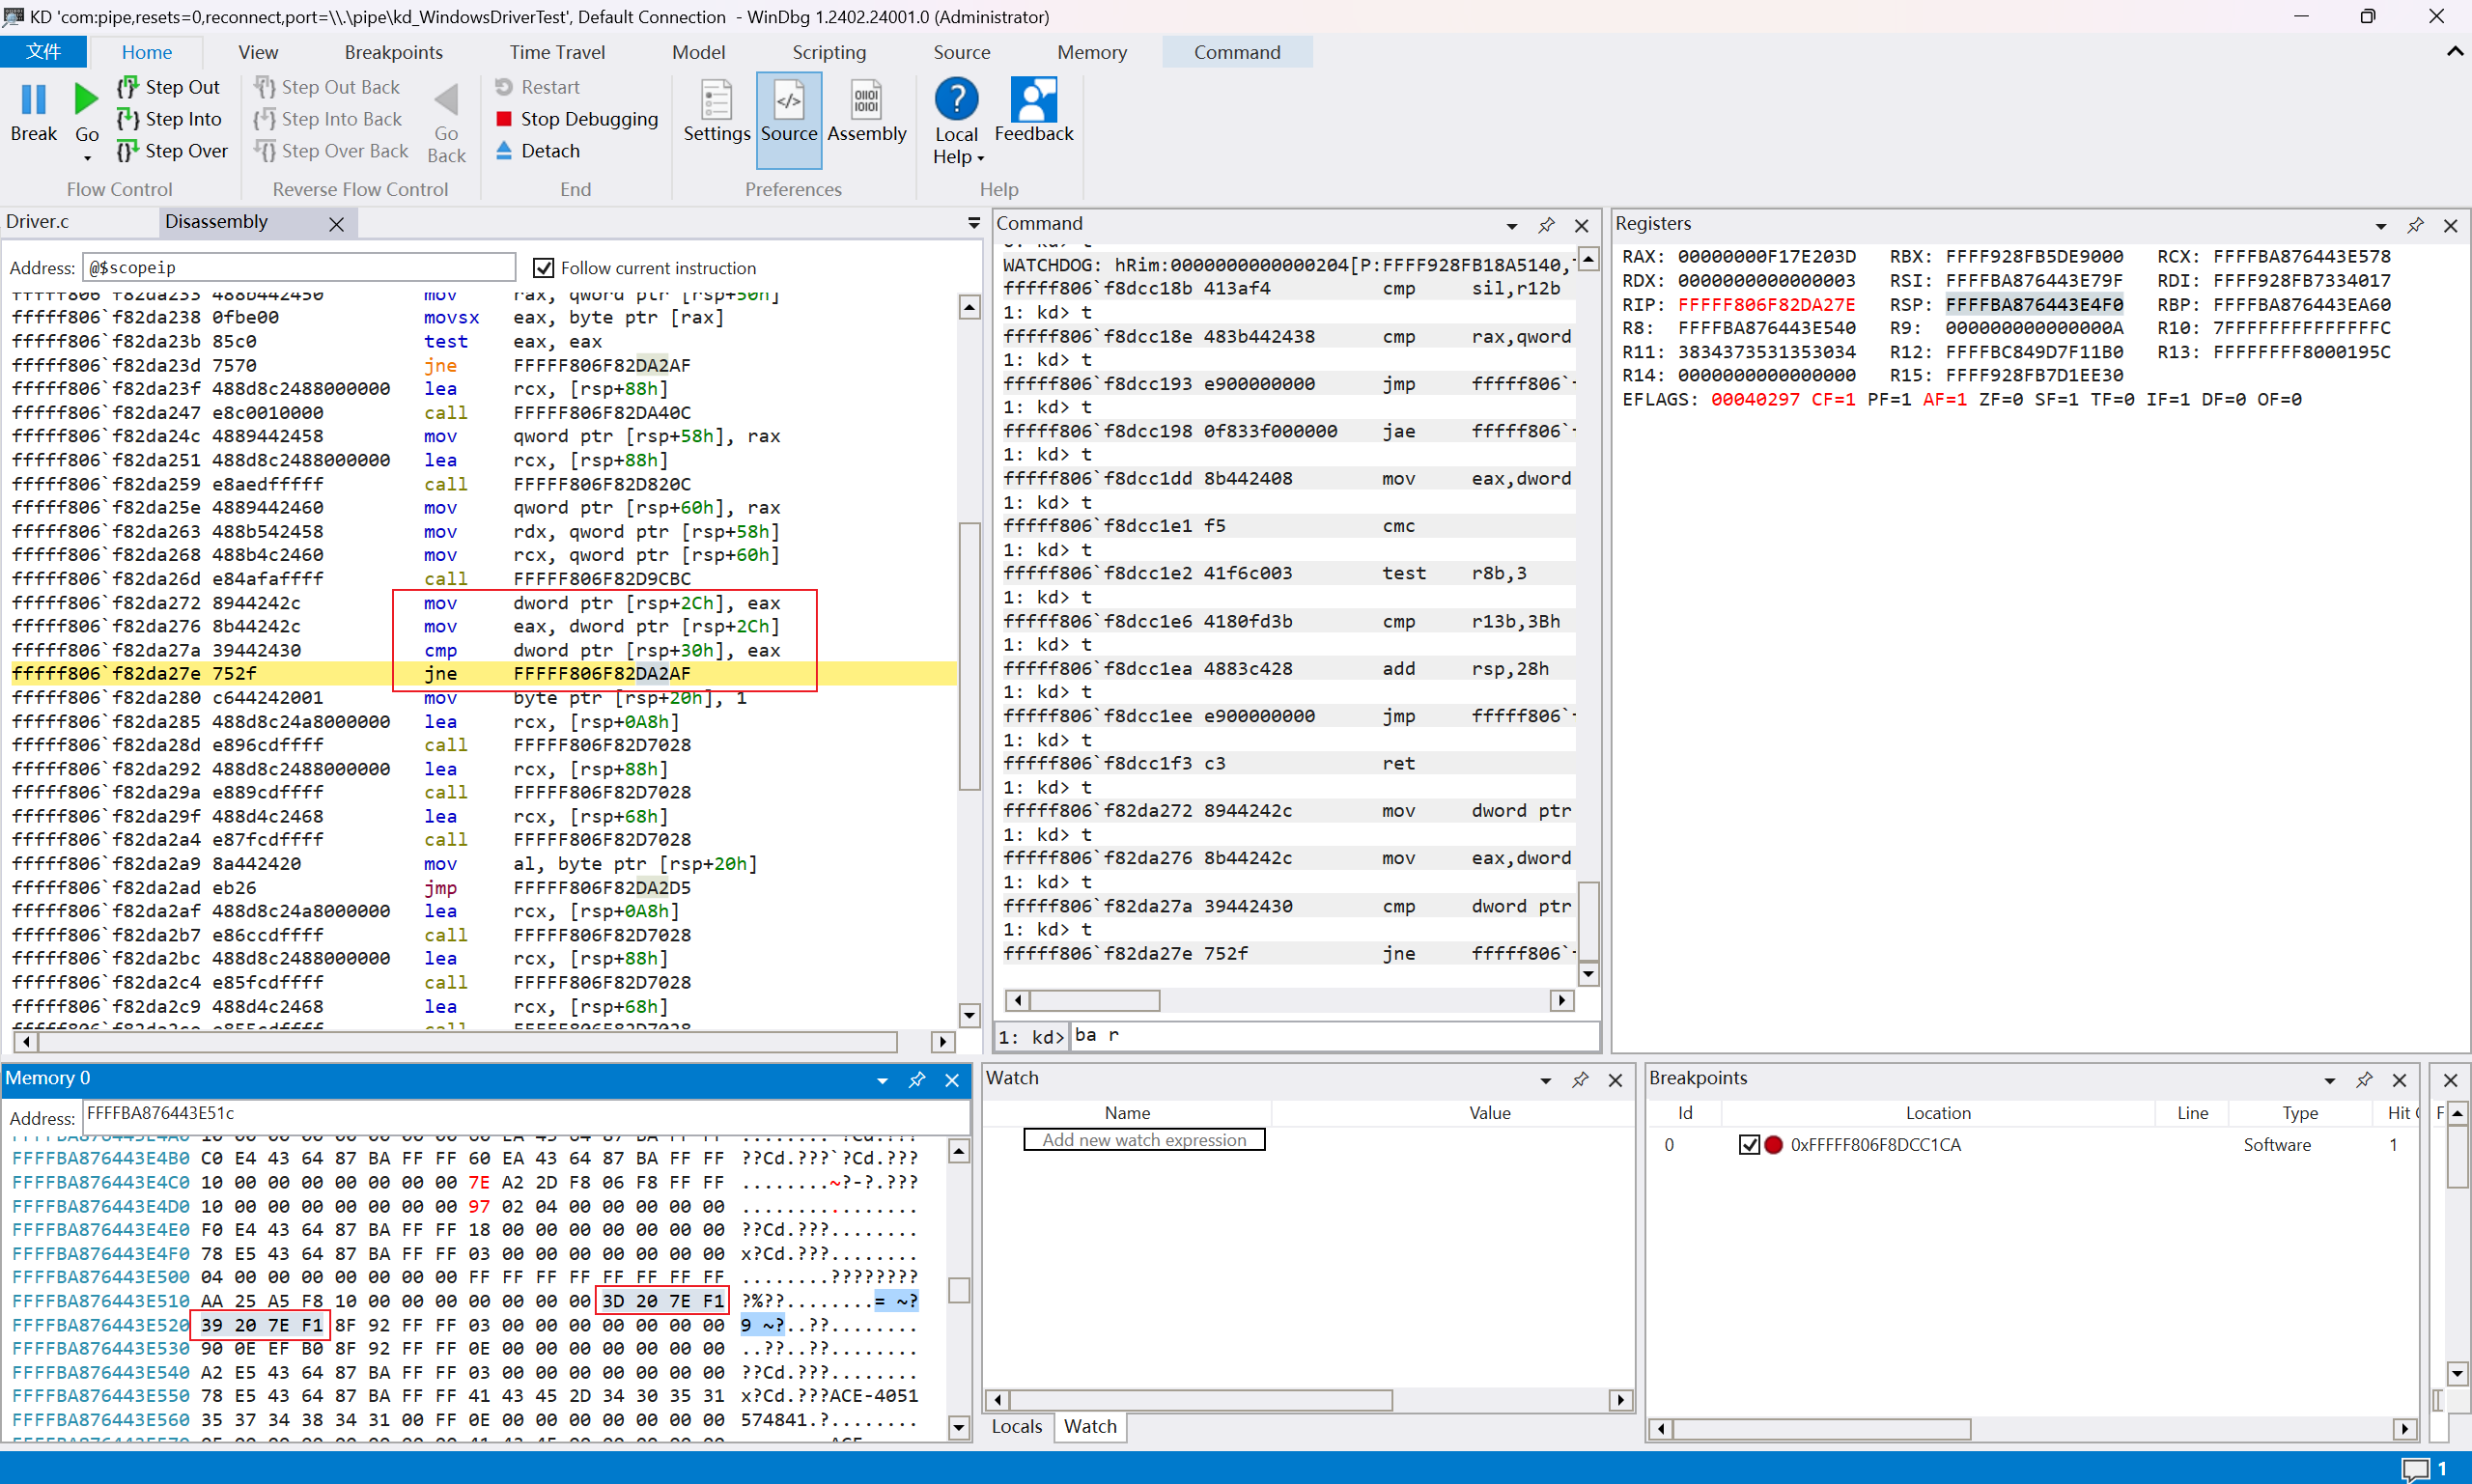 KD 'com:pipe,resets=0,reconnect,port=\\.\pipe\kd_WindowsDriverTest', Default Connection - WinDbg 1.2402.24001.0 (Administrator)
文件 Home View Breakpoints Time Travel Model Scripting Source Memory Command
Break
Go
Step Out
Step Into
Step Over
Flow Control
Step Out Back
Step Into Back
Step Over Back
Go Back
Reverse Flow Control
Restart
Stop Debugging
Detach
End
Settings
Source
Assembly
Preferences
Local Help
Feedback
Help
Driver.c Disassembly
Address: @$scopeip Follow current instruction
fffff806`f82da233 488b442450 mov rax, qword ptr [rsp+50h]
fffff806`f82da238 0fbe00 movsx eax, byte ptr [rax]
fffff806`f82da23b 85c0 test eax, eax
fffff806`f82da23d 7570 jne FFFFF806F82DA2AF
fffff806`f82da23f 488d8c2488000000 lea rcx, [rsp+88h]
fffff806`f82da247 e8c0010000 call FFFFF806F82DA40C
fffff806`f82da24c 4889442458 mov qword ptr [rsp+58h], rax
fffff806`f82da251 488d8c2488000000 lea rcx, [rsp+88h]
fffff806`f82da259 e8aedfffff call FFFFF806F82D820C
fffff806`f82da25e 4889442460 mov qword ptr [rsp+60h], rax
fffff806`f82da263 488b542458 mov rdx, qword ptr [rsp+58h]
fffff806`f82da268 488b4c2460 mov rcx, qword ptr [rsp+60h]
fffff806`f82da26d e84afaffff call FFFFF806F82D9CBC
fffff806`f82da272 8944242c mov dword ptr [rsp+2Ch], eax
fffff806`f82da276 8b44242c mov eax, dword ptr [rsp+2Ch]
fffff806`f82da27a 39442430 cmp dword ptr [rsp+30h], eax
fffff806`f82da27e 752f jne FFFFF806F82DA2AF
fffff806`f82da280 c644242001 mov byte ptr [rsp+20h], 1
fffff806`f82da285 488d8c24a8000000 lea rcx, [rsp+0A8h]
fffff806`f82da28d e896cdffff call FFFFF806F82D7028
fffff806`f82da292 488d8c2488000000 lea rcx, [rsp+88h]
fffff806`f82da29a e889cdffff call FFFFF806F82D7028
fffff806`f82da29f 488d4c2468 lea rcx, [rsp+68h]
fffff806`f82da2a4 e87fcdffff call FFFFF806F82D7028
fffff806`f82da2a9 8a442420 mov al, byte ptr [rsp+20h]
fffff806`f82da2ad eb26 jmp FFFFF806F82DA2D5
fffff806`f82da2af 488d8c24a8000000 lea rcx, [rsp+0A8h]
fffff806`f82da2b7 e86ccdffff call FFFFF806F82D7028
fffff806`f82da2bc 488d8c2488000000 lea rcx, [rsp+88h]
fffff806`f82da2c4 e85fcdffff call FFFFF806F82D7028
fffff806`f82da2c9 488d4c2468 lea rcx, [rsp+68h]
Command
WATCHDOG: hRim:0000000000000204[P:FFFF928FB18A5140,
fffff806`f8dcc18b 413af4 cmp sil,r12b
1: kd> t
fffff806`f8dcc18e 483b442438 cmp rax,qword
1: kd> t
fffff806`f8dcc193 e900000000 jmp fffff806`
1: kd> t
fffff806`f8dcc198 0f833f000000 jae fffff806`
1: kd> t
fffff806`f8dcc1dd 8b442408 mov eax,dword
1: kd> t
fffff806`f8dcc1e1 f5 cmc
1: kd> t
fffff806`f8dcc1e2 41f6c003 test r8b,3
1: kd> t
fffff806`f8dcc1e6 4180fd3b cmp r13b,3Bh
1: kd> t
fffff806`f8dcc1ea 4883c428 add rsp,28h
1: kd> t
fffff806`f8dcc1ee e900000000 jmp fffff806`
1: kd> t
fffff806`f8dcc1f3 c3 ret
1: kd> t
fffff806`f82da272 8944242c mov dword ptr
1: kd> t
fffff806`f82da276 8b44242c mov eax,dword
1: kd> t
fffff806`f82da27a 39442430 cmp dword ptr
1: kd> t
fffff806`f82da27e 752f jne fffff806`
1: kd> ba r
Registers
RAX: 00000000F17E203D RBX: FFFF928FB5DE9000 RCX: FFFFBA876443E578
RDX: 0000000000000003 RSI: FFFFBA876443E79F RDI: FFFF928FB7334017
RIP: FFFFF806F82DA27E RSP: FFFFBA876443E4F0 RBP: FFFFBA876443EA60
R8: FFFFBA876443E540 R9: 000000000000000A R10: 7FFFFFFFFFFFFFFC
R11: 3834373531353034 R12: FFFFBC849D7F11B0 R13: FFFFFFFF8000195C
R14: 0000000000000000 R15: FFFF928FB7D1EE30
EFLAGS: 00040297 CF=1 PF=1 AF=1 ZF=0 SF=1 TF=0 IF=1 DF=0 OF=0
Memory 0
Address: FFFFBA876443E51c
FFFFBA876443E4B0 C0 E4 43 64 87 BA FF FF 60 EA 43 64 87 BA FF FF ??Cd.???`?Cd.???
FFFFBA876443E4C0 10 00 00 00 00 00 00 00 7E A2 2D F8 06 F8 FF FF ........~?-?.???
FFFFBA876443E4D0 10 00 00 00 00 00 00 00 97 02 04 00 00 00 00 00 ................
FFFFBA876443E4E0 F0 E4 43 64 87 BA FF FF 18 00 00 00 00 00 00 00 ??Cd.???........
FFFFBA876443E4F0 78 E5 43 64 87 BA FF FF 03 00 00 00 00 00 00 00 x?Cd.???........
FFFFBA876443E500 04 00 00 00 00 00 00 00 FF FF FF FF FF FF FF FF ........????????
FFFFBA876443E510 AA 25 A5 F8 10 00 00 00 00 00 00 00 3D 20 7E F1 ?%??........= ~?
FFFFBA876443E520 39 20 7E F1 8F 92 FF FF 03 00 00 00 00 00 00 00 9 ~?..??........
FFFFBA876443E530 90 0E EF B0 8F 92 FF FF 0E 00 00 00 00 00 00 00 ..??..??........
FFFFBA876443E540 A2 E5 43 64 87 BA FF FF 03 00 00 00 00 00 00 00 ??Cd.???........
FFFFBA876443E550 78 E5 43 64 87 BA FF FF 41 43 45 2D 34 30 35 31 x?Cd.???ACE-4051
FFFFBA876443E560 35 37 34 38 34 31 00 FF 0E 00 00 00 00 00 00 00 574841.?........
Watch
Name Value
Add new watch expression
Locals Watch
Breakpoints
Id Location Line Type Hit
0 0xFFFFF806F8DCC1CA Software 1
F
1